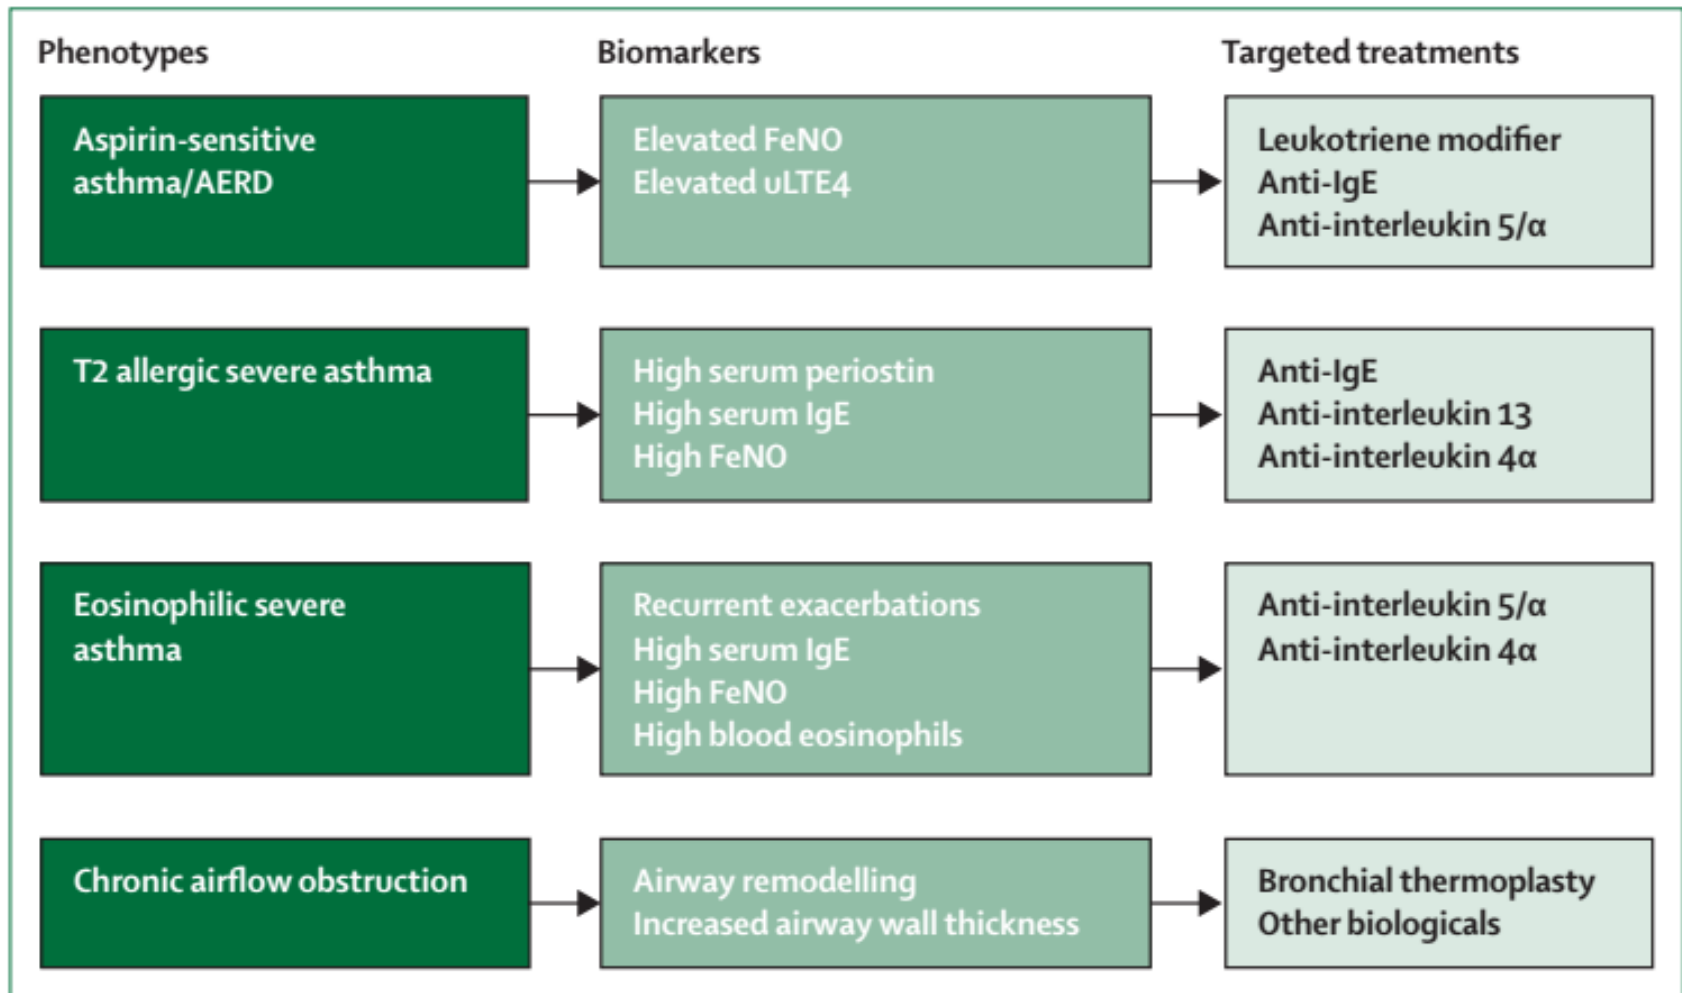 Phenotypes
Biomarkers
Targeted treatments
Aspirin-sensitive
asthma/AERD
Elevated FeNO
Elevated uLTE4
Leukotriene modifier
Anti-IgE
Anti-interleukin 5/α
T2 allergic severe asthma
High serum periostin
High serum IgE
High FeNO
Anti-IgE
Anti-interleukin 13
Anti-interleukin 4α
Eosinophilic severe
asthma
Recurrent exacerbations
High serum IgE
High FeNO
High blood eosinophils
Anti-interleukin 5/α
Anti-interleukin 4α
Chronic airflow obstruction
Airway remodelling
Increased airway wall thickness
Bronchial thermoplasty
Other biologicals